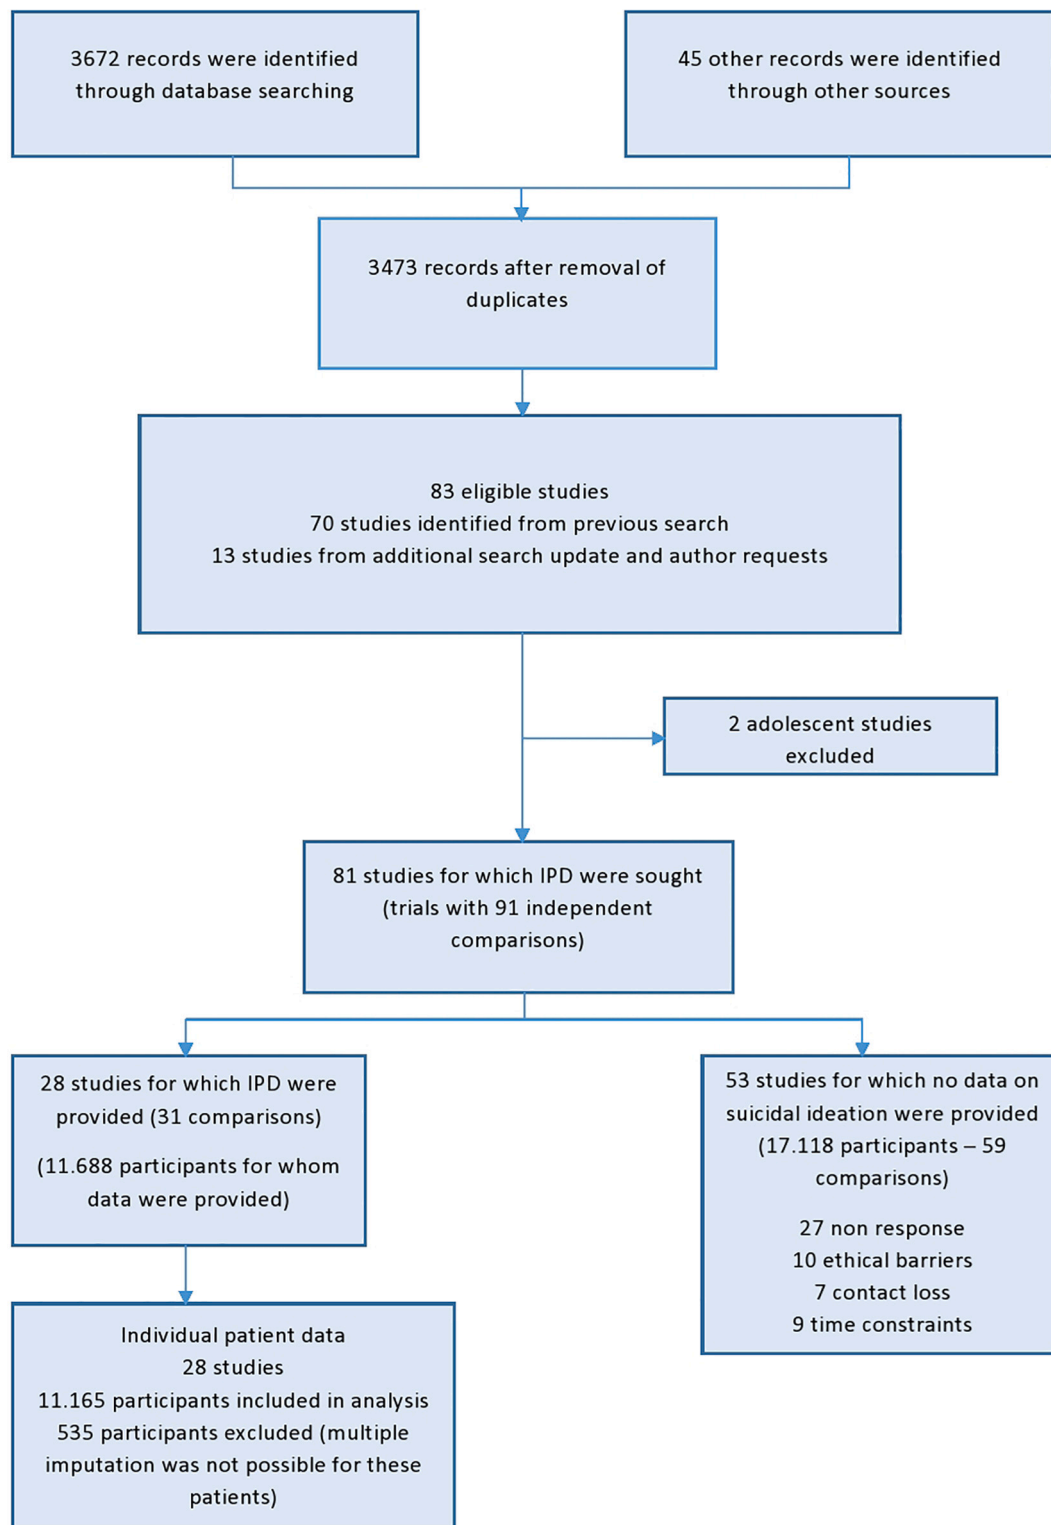 3672 records were identified
through database searching
45 other records were identified
through other sources
3473 records after removal of
duplicates
83 eligible studies
70 studies identified from previous search
13 studies from additional search update and author requests
2 adolescent studies
excluded
81 studies for which IPD were sought
(trials with 91 independent
comparisons)
28 studies for which IPD were
provided (31 comparisons)
(11.688 participants for whom
data were provided)
53 studies for which no data on
suicidal ideation were provided
(17.118 participants – 59
comparisons)
27 non response
10 ethical barriers
7 contact loss
9 time constraints
Individual patient data
28 studies
11.165 participants included in analysis
535 participants excluded (multiple
imputation was not possible for these
patients)